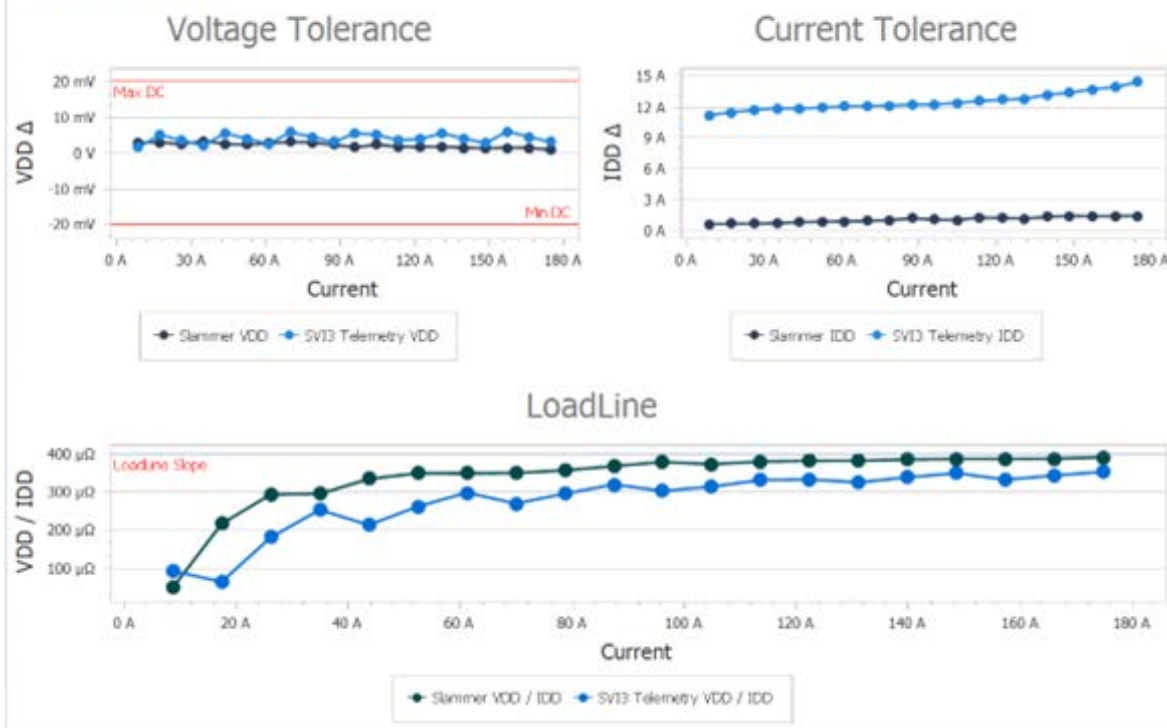 Voltage Tolerance
VDD Δ
20 mV
10 mV
0 V
-10 mV
-20 mV
Max DC
Min DC
0 A 30 A 60 A 90 A 120 A 150 A 180 A
Current
Slammer VDD SVI3 Telemetry VDD
Current Tolerance
IDD Δ
15 A
12 A
9 A
6 A
3 A
0 A
0 A 30 A 60 A 90 A 120 A 150 A 180 A
Current
Slammer IDD SVI3 Telemetry IDD
LoadLine
VDD / IDD
400 µΩ
300 µΩ
200 µΩ
100 µΩ
LoadLine Slope
0 A 20 A 40 A 60 A 80 A 100 A 120 A 140 A 160 A 180 A
Current
Slammer VDD / IDD SVI3 Telemetry VDD / IDD